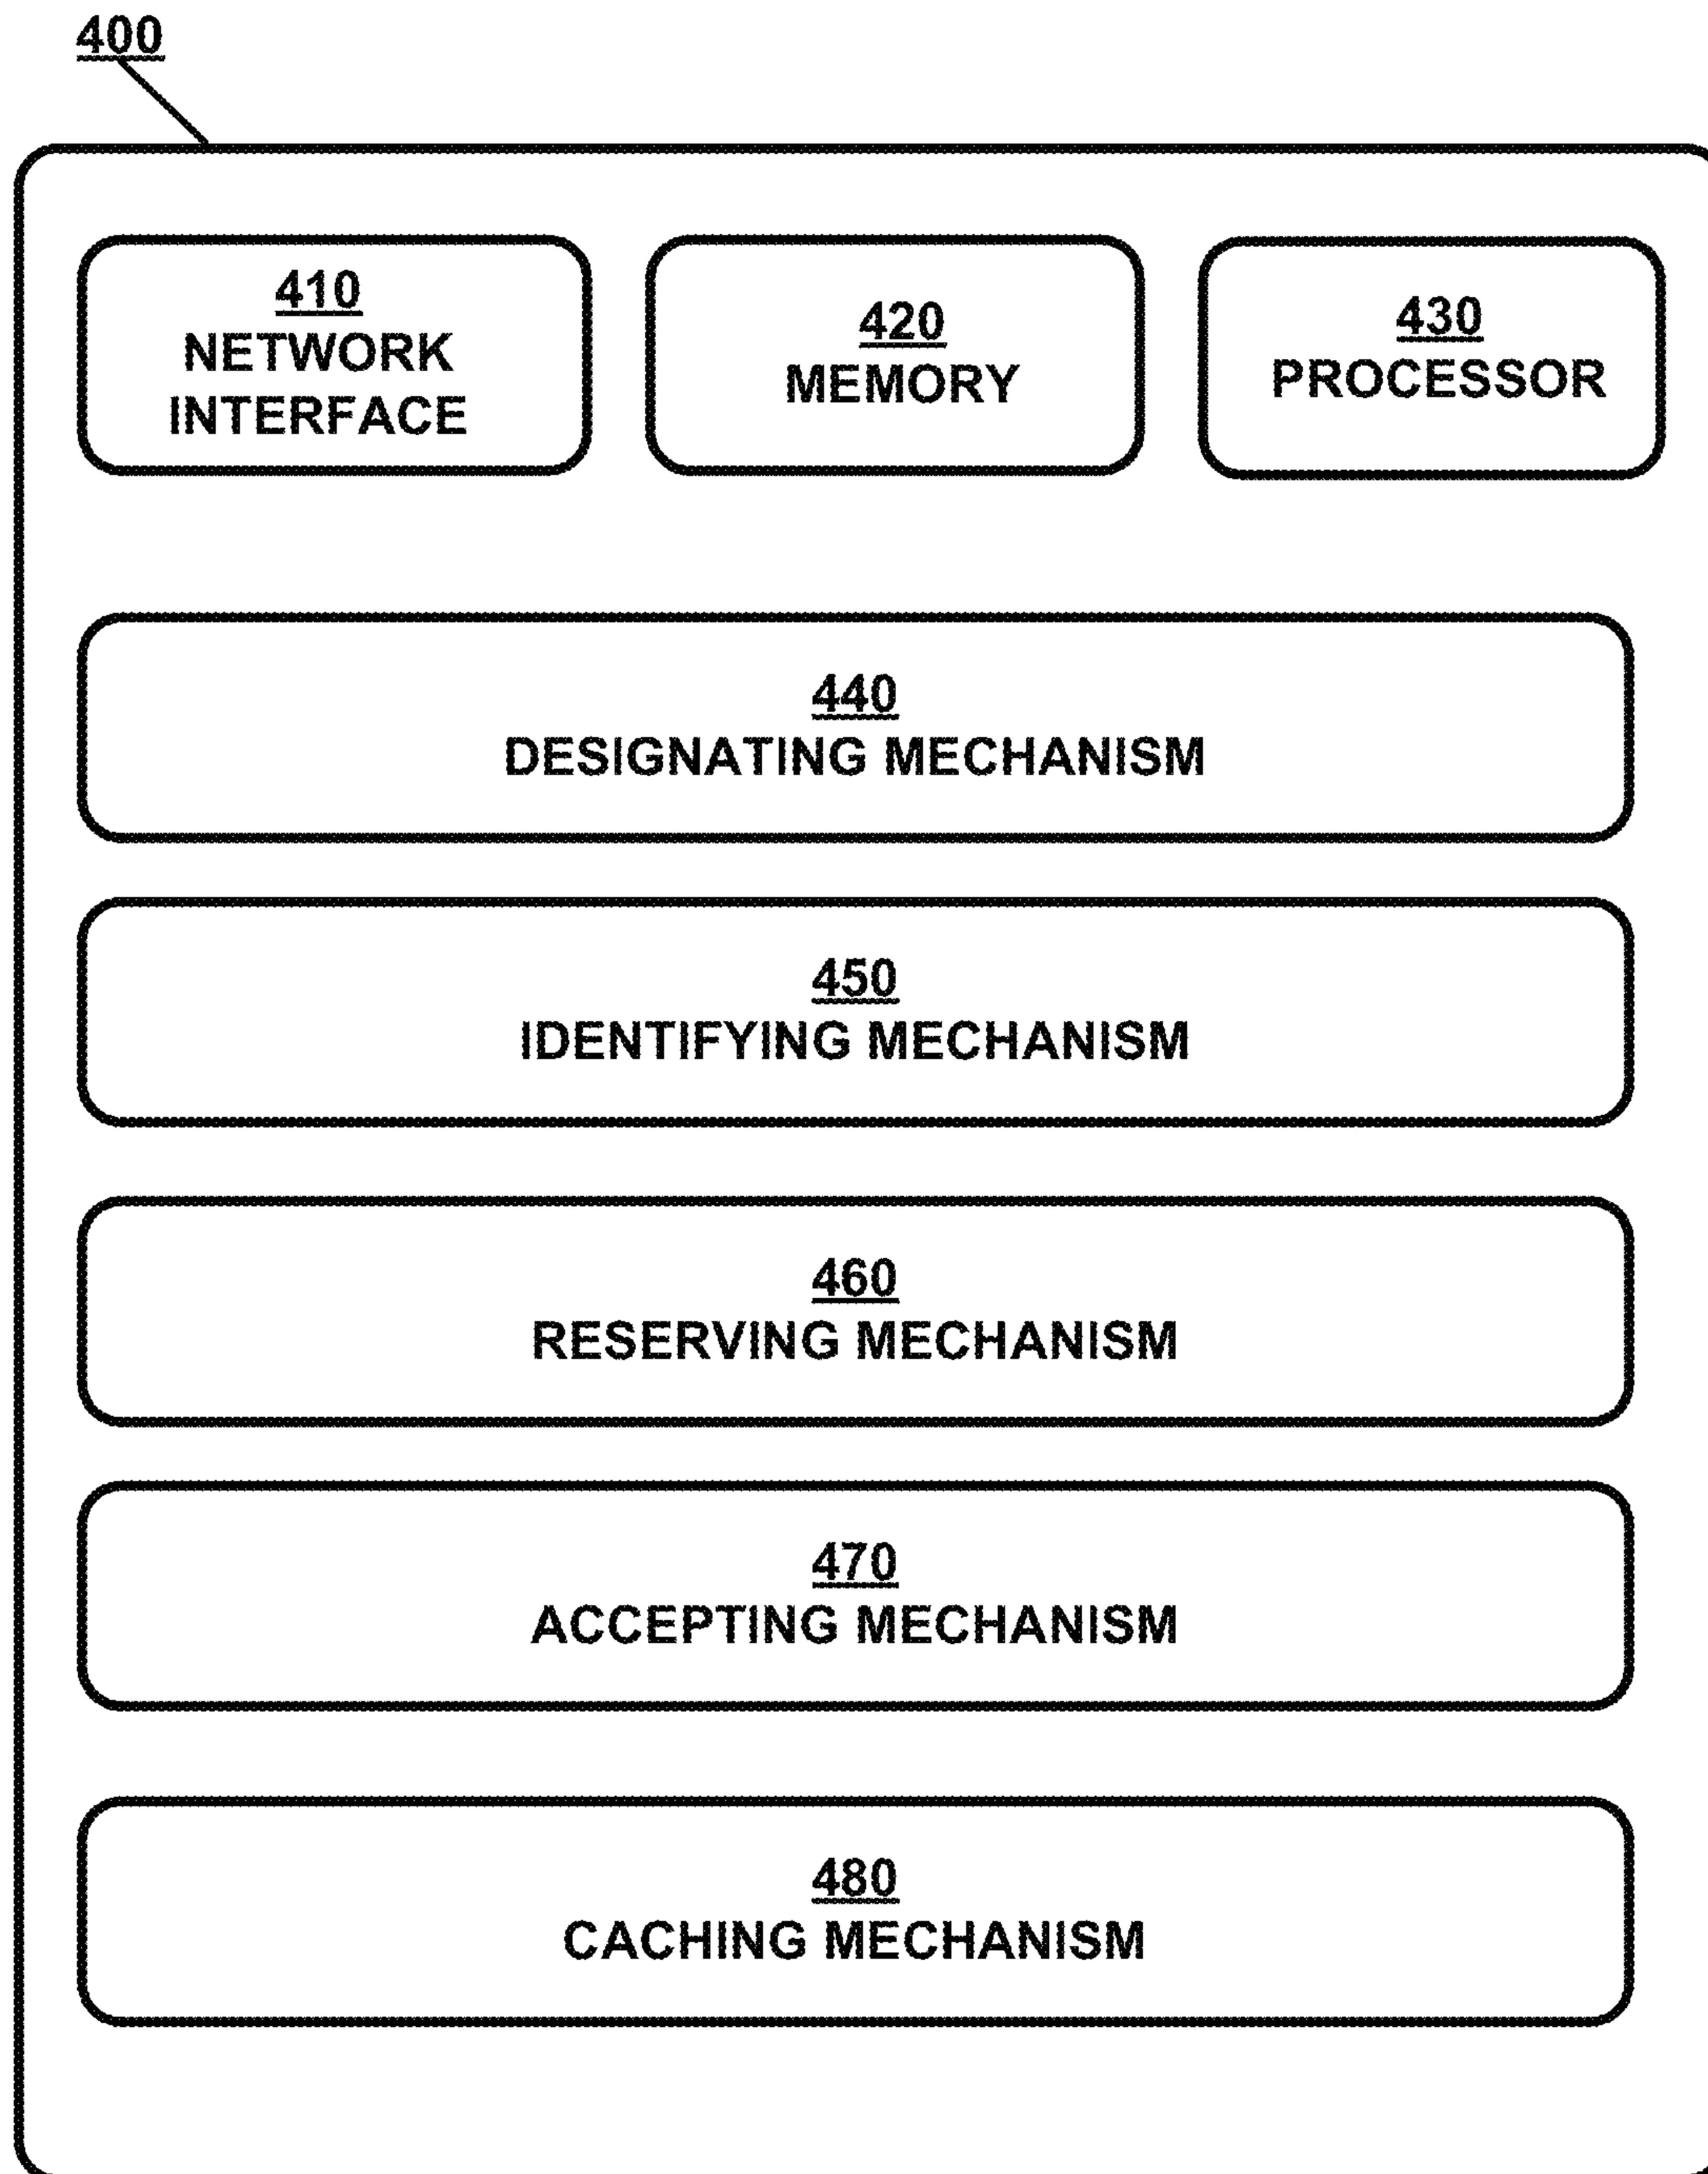 400
410
NETWORK
INTERFACE
420
MEMORY
430
PROCESSOR
440
DESIGNATING MECHANISM
450
IDENTIFYING MECHANISM
460
RESERVING MECHANISM
470
ACCEPTING MECHANISM
480
CACHING MECHANISM